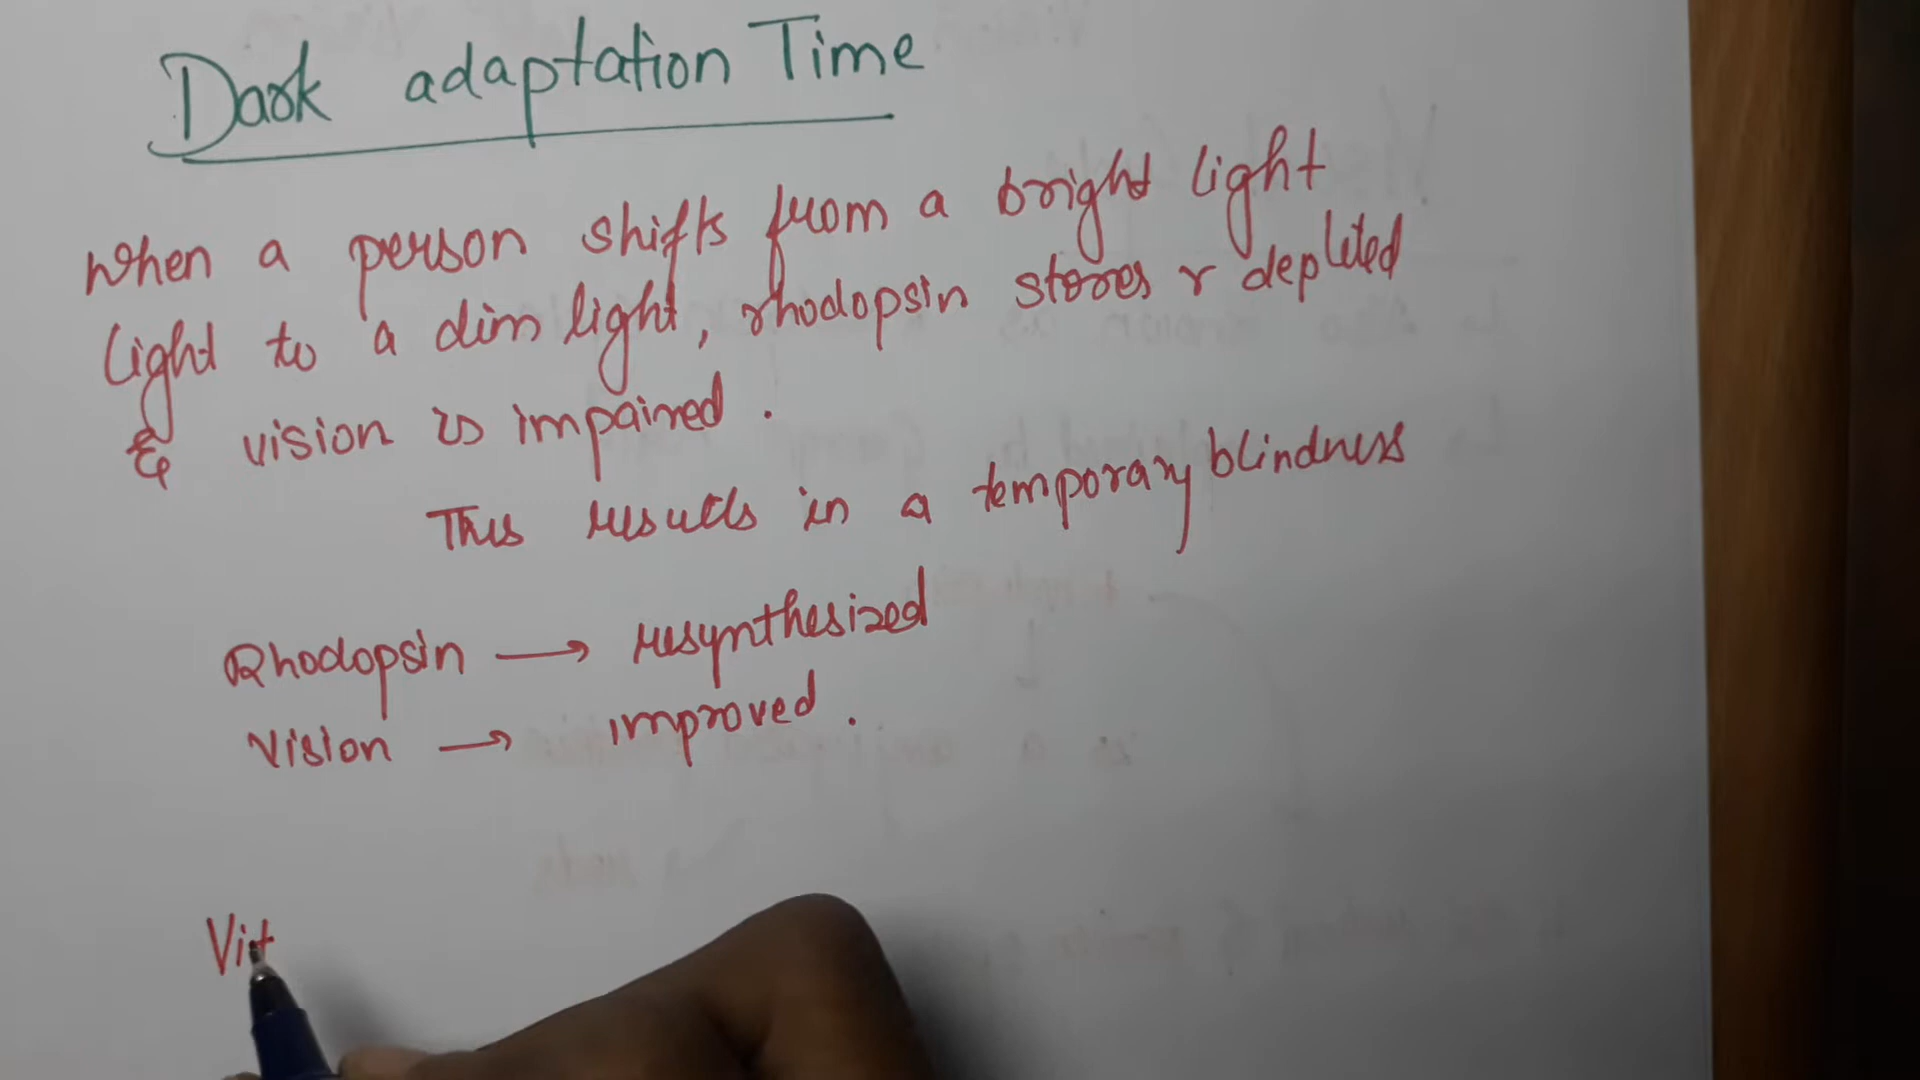 Dark adaptation Time
When a person shifts from a bright light
light to a dim light, rhodopsin stores r depleted
& vision is impaired.
This results in a temporary blindness
Rhodopsin → resynthesized
Vision → improved.
Vit